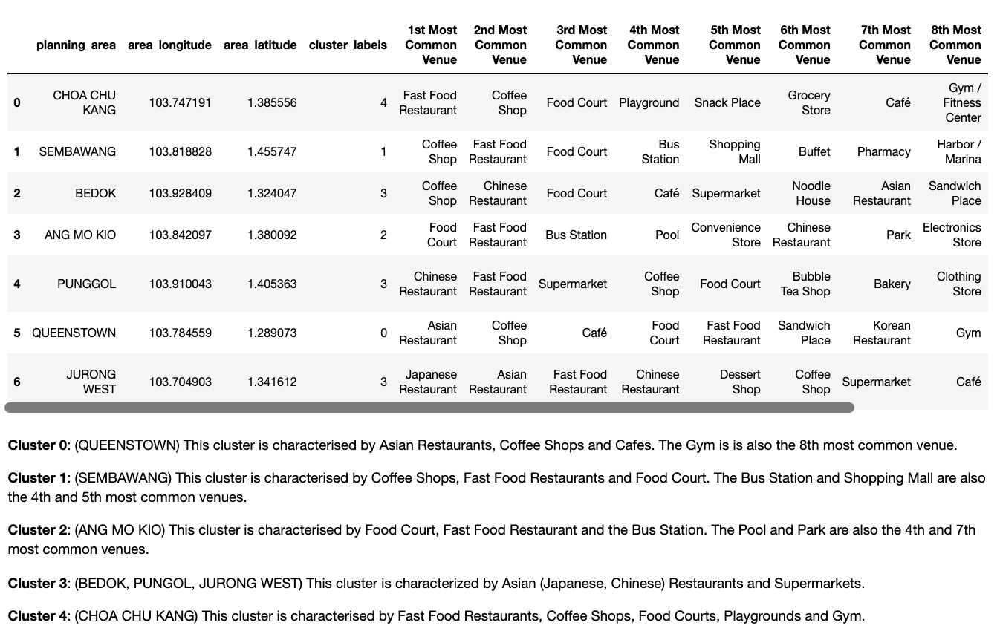 planning_area area_longitude area_latitude cluster_labels 1st Most Common Venue 2nd Most Common Venue 3rd Most Common Venue 4th Most Common Venue 5th Most Common Venue 6th Most Common Venue 7th Most Common Venue 8th Most Common Venue
0 CHOA CHU KANG 103.747191 1.385556 4 Fast Food Restaurant Coffee Shop Food Court Playground Snack Place Grocery Store Café Gym / Fitness Center
1 SEMBAWANG 103.818828 1.455747 1 Coffee Shop Fast Food Restaurant Food Court Bus Station Shopping Mall Buffet Pharmacy Harbor / Marina
2 BEDOK 103.928409 1.324047 3 Coffee Shop Chinese Restaurant Food Court Café Supermarket Noodle House Asian Restaurant Sandwich Place
3 ANG MO KIO 103.842097 1.380092 2 Food Court Fast Food Restaurant Bus Station Pool Convenience Store Chinese Restaurant Park Electronics Store
4 PUNGGOL 103.910043 1.405363 3 Chinese Restaurant Fast Food Restaurant Supermarket Coffee Shop Food Court Bubble Tea Shop Bakery Clothing Store
5 QUEENSTOWN 103.784559 1.289073 0 Asian Restaurant Coffee Shop Café Food Court Fast Food Restaurant Sandwich Place Korean Restaurant Gym
6 JURONG WEST 103.704903 1.341612 3 Japanese Restaurant Asian Restaurant Fast Food Restaurant Chinese Restaurant Dessert Shop Coffee Shop Supermarket Café
Cluster 0: (QUEENSTOWN) This cluster is characterised by Asian Restaurants, Coffee Shops and Cafes. The Gym is is also the 8th most common venue.
Cluster 1: (SEMBAWANG) This cluster is characterised by Coffee Shops, Fast Food Restaurants and Food Court. The Bus Station and Shopping Mall are also
the 4th and 5th most common venues.
Cluster 2: (ANG MO KIO) This cluster is characterised by Food Court, Fast Food Restaurant and the Bus Station. The Pool and Park are also the 4th and 7th
most common venues.
Cluster 3: (BEDOK, PUNGOL, JURONG WEST) This cluster is characterized by Asian (Japanese, Chinese) Restaurants and Supermarkets.
Cluster 4: (CHOA CHU KANG) This cluster is characterised by Fast Food Restaurants, Coffee Shops, Food Courts, Playgrounds and Gym.